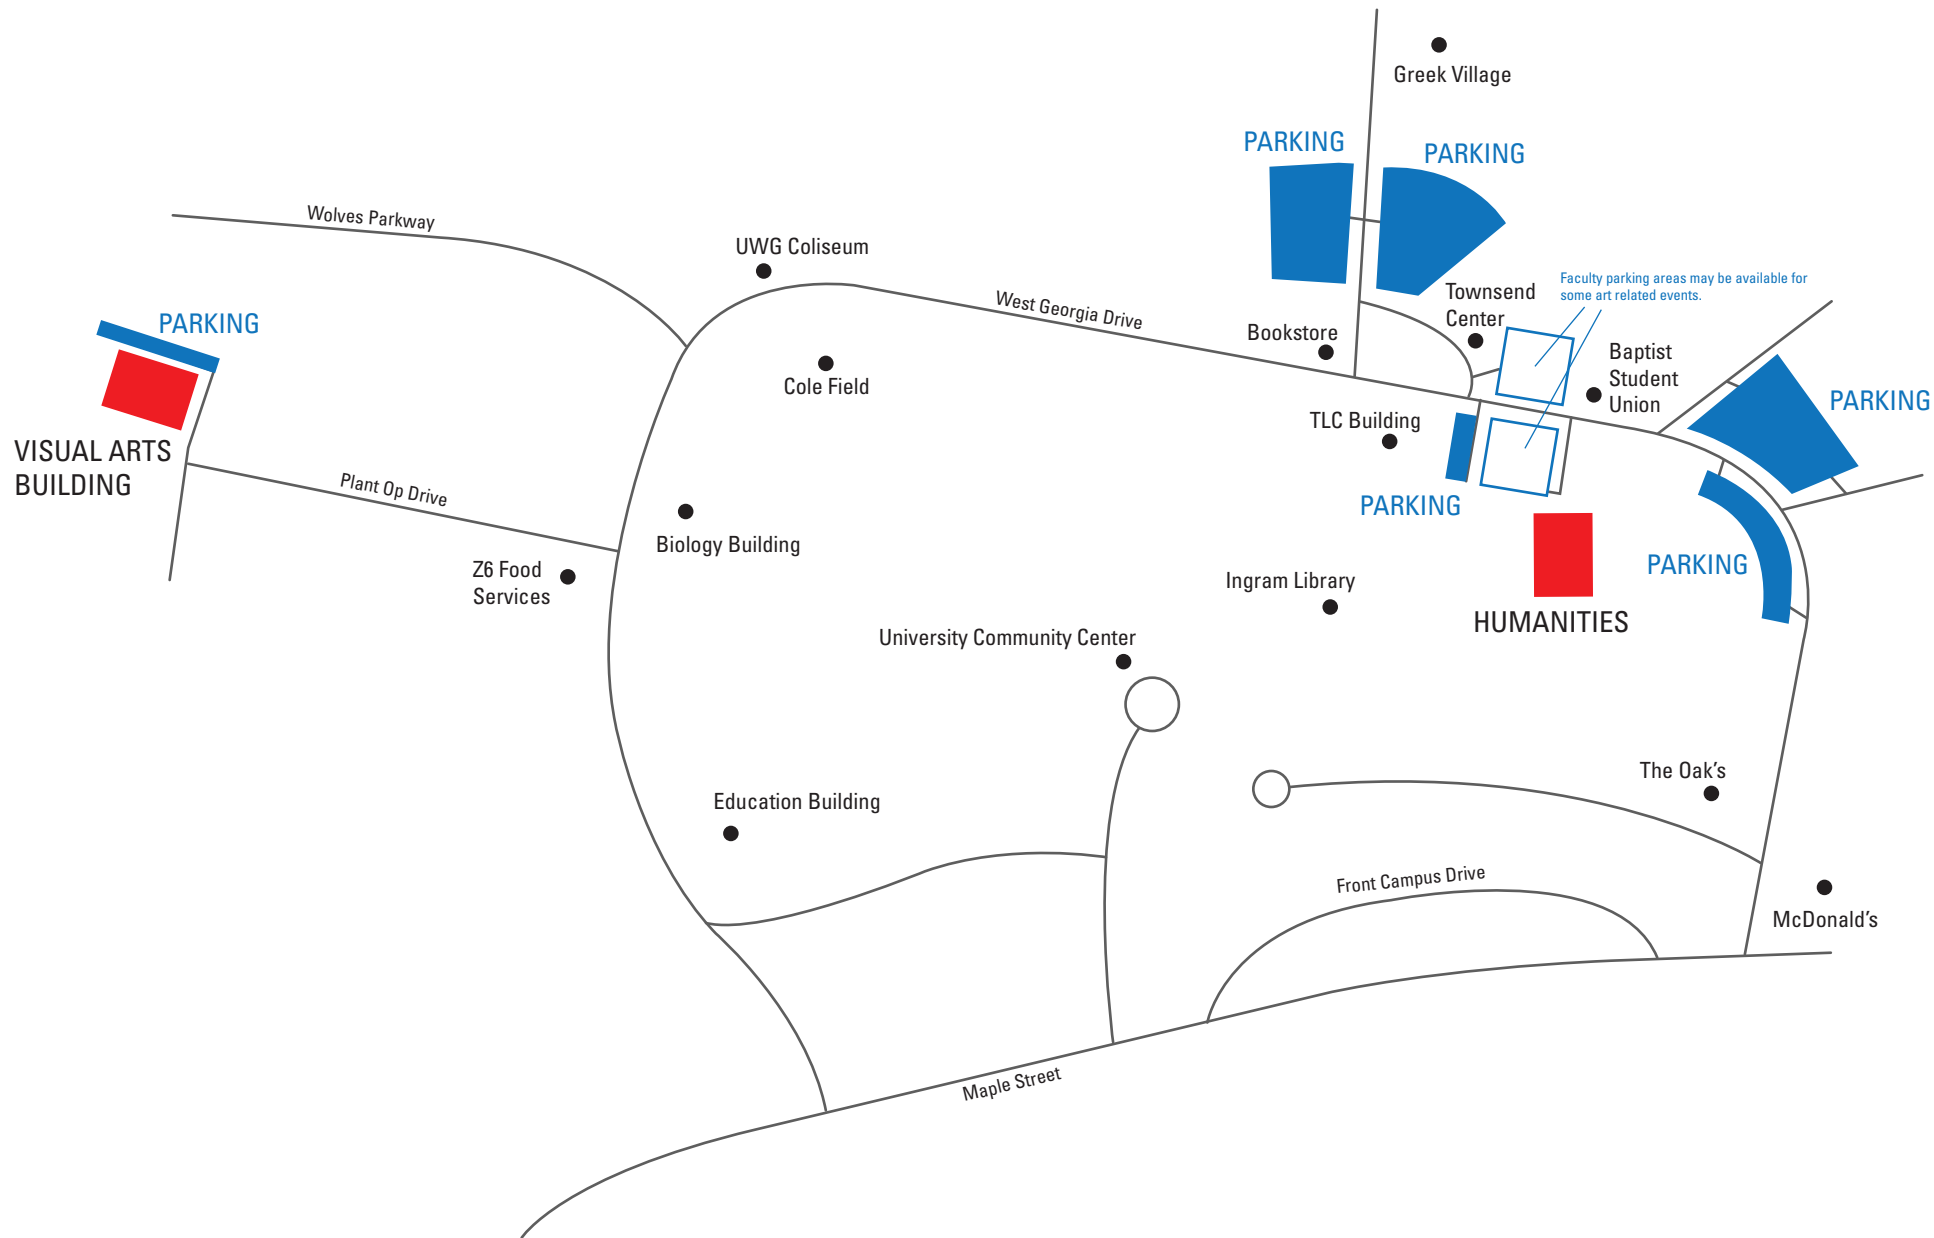 Greek Village
PARKING
PARKING
Wolves Parkway
UWG Coliseum
Faculty parking areas may be available for
some art related events.
West Georgia Drive
Townsend
Center
PARKING
Bookstore
Baptist
Student
Union
Cole Field
PARKING
TLC Building
VISUAL ARTS
BUILDING
Plant Op Drive
PARKING
Biology Building
Z6 Food
Services
PARKING
Ingram Library
HUMANITIES
University Community Center
The Oak's
Education Building
Front Campus Drive
McDonald's
Maple Street